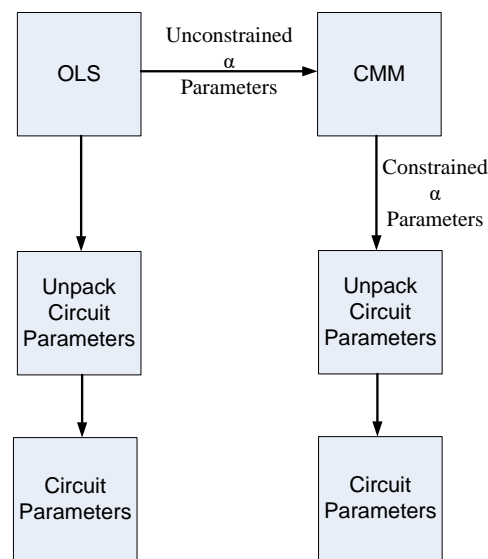 OLS
Unconstrained
α
Parameters
CMM
Constrained
α
Parameters
Unpack
Circuit
Parameters
Unpack
Circuit
Parameters
Circuit
Parameters
Circuit
Parameters